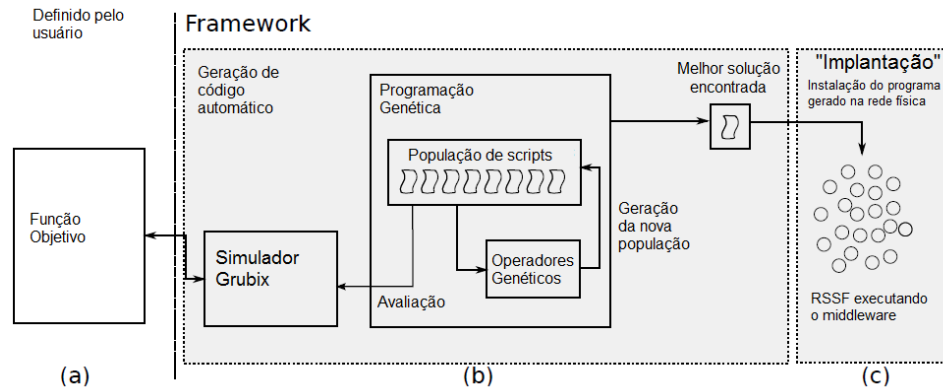 Definido pelo
usuário
Framework
Função
Objetivo
Geração de
código
automático
Simulador
Grubix
Programação
Genética
População de scripts
Operadores
Genéticos
Avaliação
Geração
da nova
população
Melhor solução
encontrada
"Implantação"
Instalação do programa
gerado na rede física
RSSF executando
o middleware
(a)
(b)
(c)